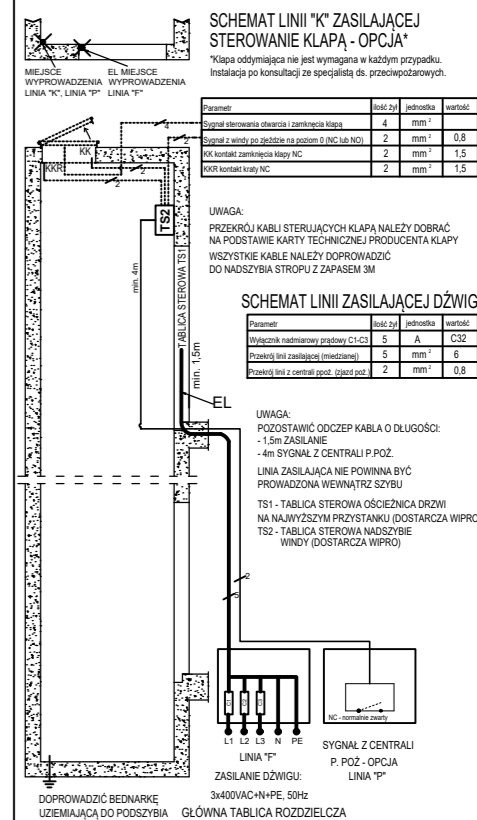 SCHEMAT LINII "K" ZASILAJĄCEJ
STEROWANIE KLAPĄ - OPCJA*
*Klapa oddymiająca nie jest wymagana w każdym przypadku.
Instalacja po konsultacji ze specjalistą ds. przeciwpożarowych.
MIEJSCE
WYPROWADZENIA
LINIA "K", LINIA "P"
EL MIEJSCE
WYPROWADZENIA
LINIA "F"
Parametr ilość żył jednostka wartość
Sygnał sterowania otwarcia i zamknęcia klapą 4 mm²
Sygnał z windy po zjeździe na poziom 0 (NC lub NO) 2 mm² 0,8
KK kontakt zamknięcia klapy NC 2 mm² 1,5
KKR kontakt kraty NC 2 mm² 1,5
4
2
KK
KKR
2
2
TS2
min. 4m
TABLICA STEROWA TS1
min. 1,5m
EL
UWAGA:
PRZEKRÓJ KABLI STERUJĄCYCH KLAPĄ NALEŻY DOBRAĆ
NA PODSTAWIE KARTY TECHNICZNEJ PRODUCENTA KLAPY
WSZYSTKIE KABLE NALEŻY DOPROWADZIĆ
DO NADSZYBIA STROPU Z ZAPASEM 3M
SCHEMAT LINII ZASILAJĄCEJ DŹWIG
Parametr ilość żył jednostka wartość
Wyłącznik nadmiarowy prądowy C1-C3 5 A C32
Przekrój linii zasilającej (miedzianej) 5 mm² 6
Przekrój linii z centrali ppoż. (zjazd poż.) 2 mm² 0,8
UWAGA:
POZOSTAWIĆ ODCZEP KABLA O DŁUGOŚCI:
- 1,5m ZASILANIE
- 4m SYGNAŁ Z CENTRALI P.POŻ.
LINIA ZASILAJĄCA NIE POWINNA BYĆ
PROWADZONA WEWNĄTRZ SZYBU
TS1 - TABLICA STEROWA OŚCIEŻNICA DRZWI
NA NAJWYŻSZYM PRZYSTANKU (DOSTARCZA WIPRO
TS2 - TABLICA STEROWA NADSZYBIE
WINDY (DOSTARCZA WIPRO)
2
5
C1 C2 C3
L1 L2 L3 N PE
LINIA "F"
ZASILANIE DŹWIGU:
3x400VAC+N+PE, 50Hz
GŁÓWNA TABLICA ROZDZIELCZA
NC - normalnie zwarty
SYGNAŁ Z CENTRALI
P. POŻ - OPCJA
LINIA "P"
DOPROWADZIĆ BEDNARKĘ
UZIEMIAJĄCĄ DO PODSZYBIA